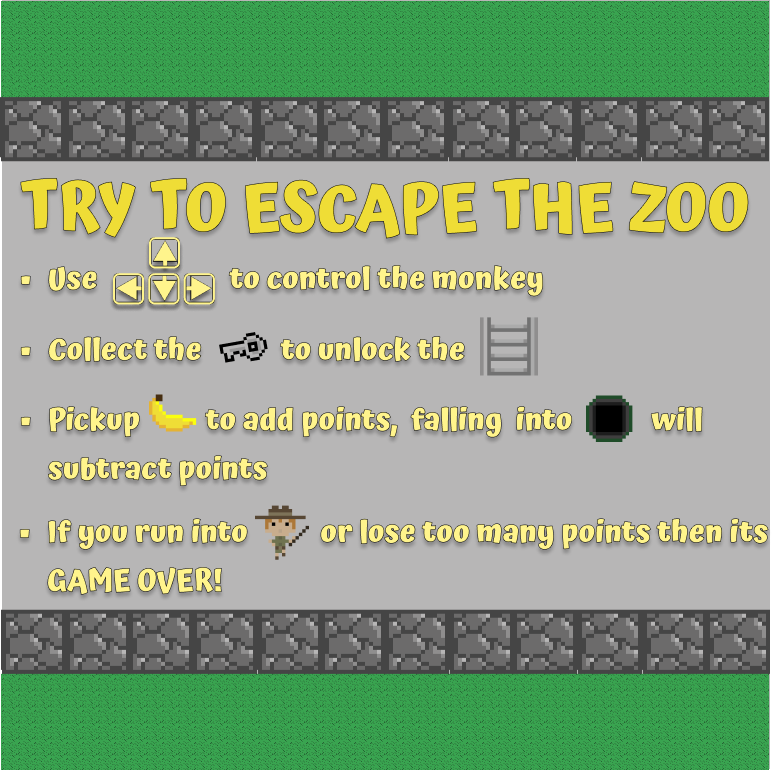 TRY TO ESCAPE THE ZOO
Use to control the monkey
Collect the to unlock the
Pickup to add points, falling into will
subtract points
If you run into or lose too many points then its
GAME OVER!